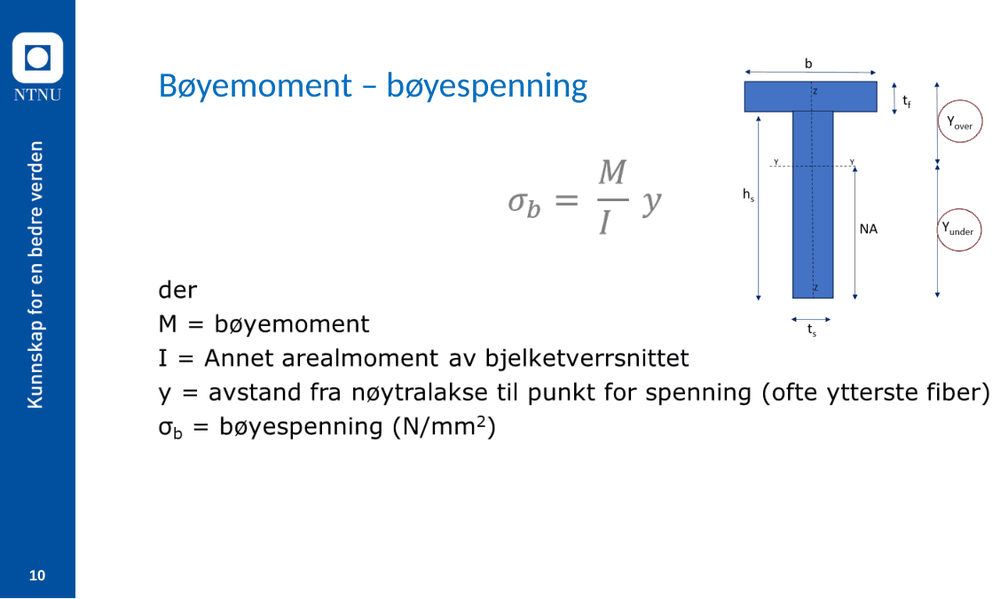 NTNU
Kunnskap for en bedre verden
10
Bøyemoment – bøyespenning
σb = M/I y
der
M = bøyemoment
I = Annet arealmoment av bjelketverrsnittet
y = avstand fra nøytralakse til punkt for spenning (ofte ytterste fiber)
σb = bøyespenning (N/mm²)
b
z
tf
Yover
Y
Y
hs
NA
Yunder
z
ts